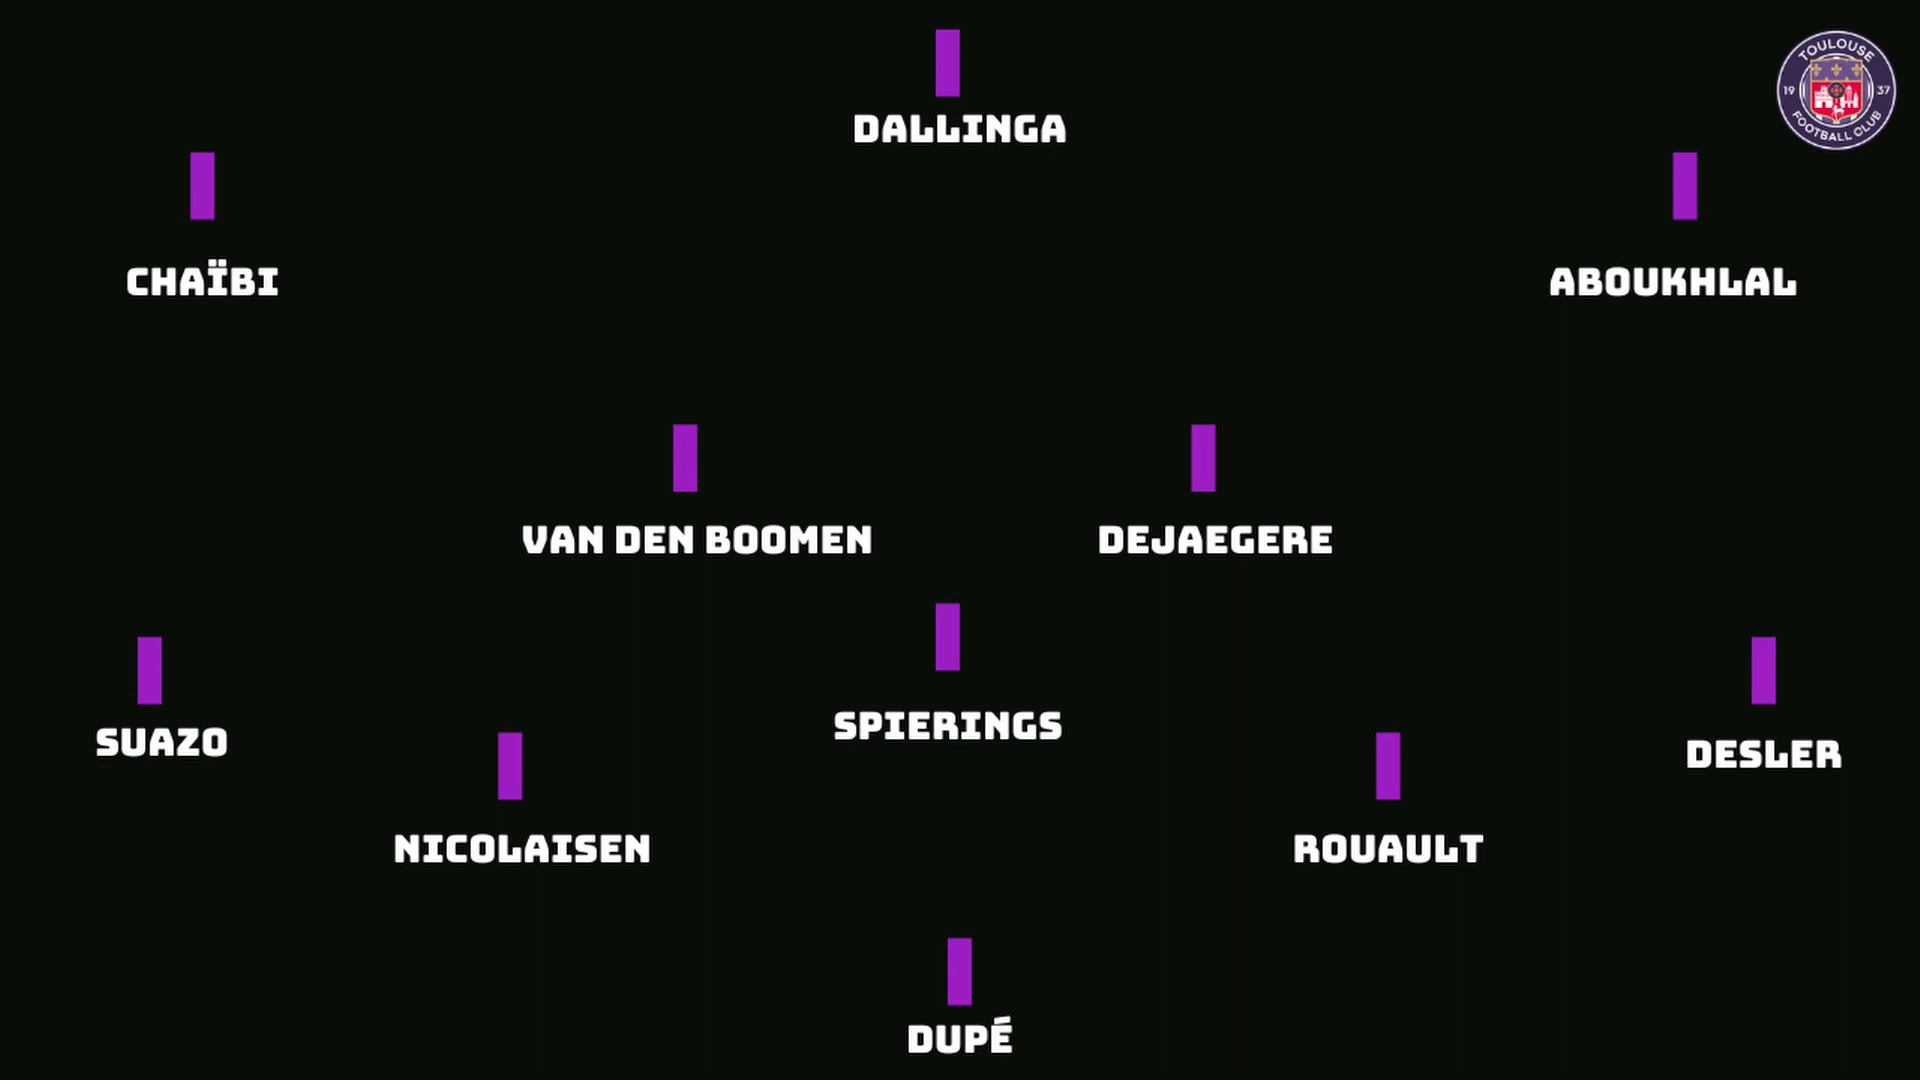 DALLINGA
TOULOUSE
19 37
FOOTBALL CLUB
CHAÏBI
ABOUKHLAL
VAN DEN BOOMEN
DEJAEGERE
SPIERINGS
SUAZO
DESLER
NICOLAISEN
ROUAULT
DUPÉ